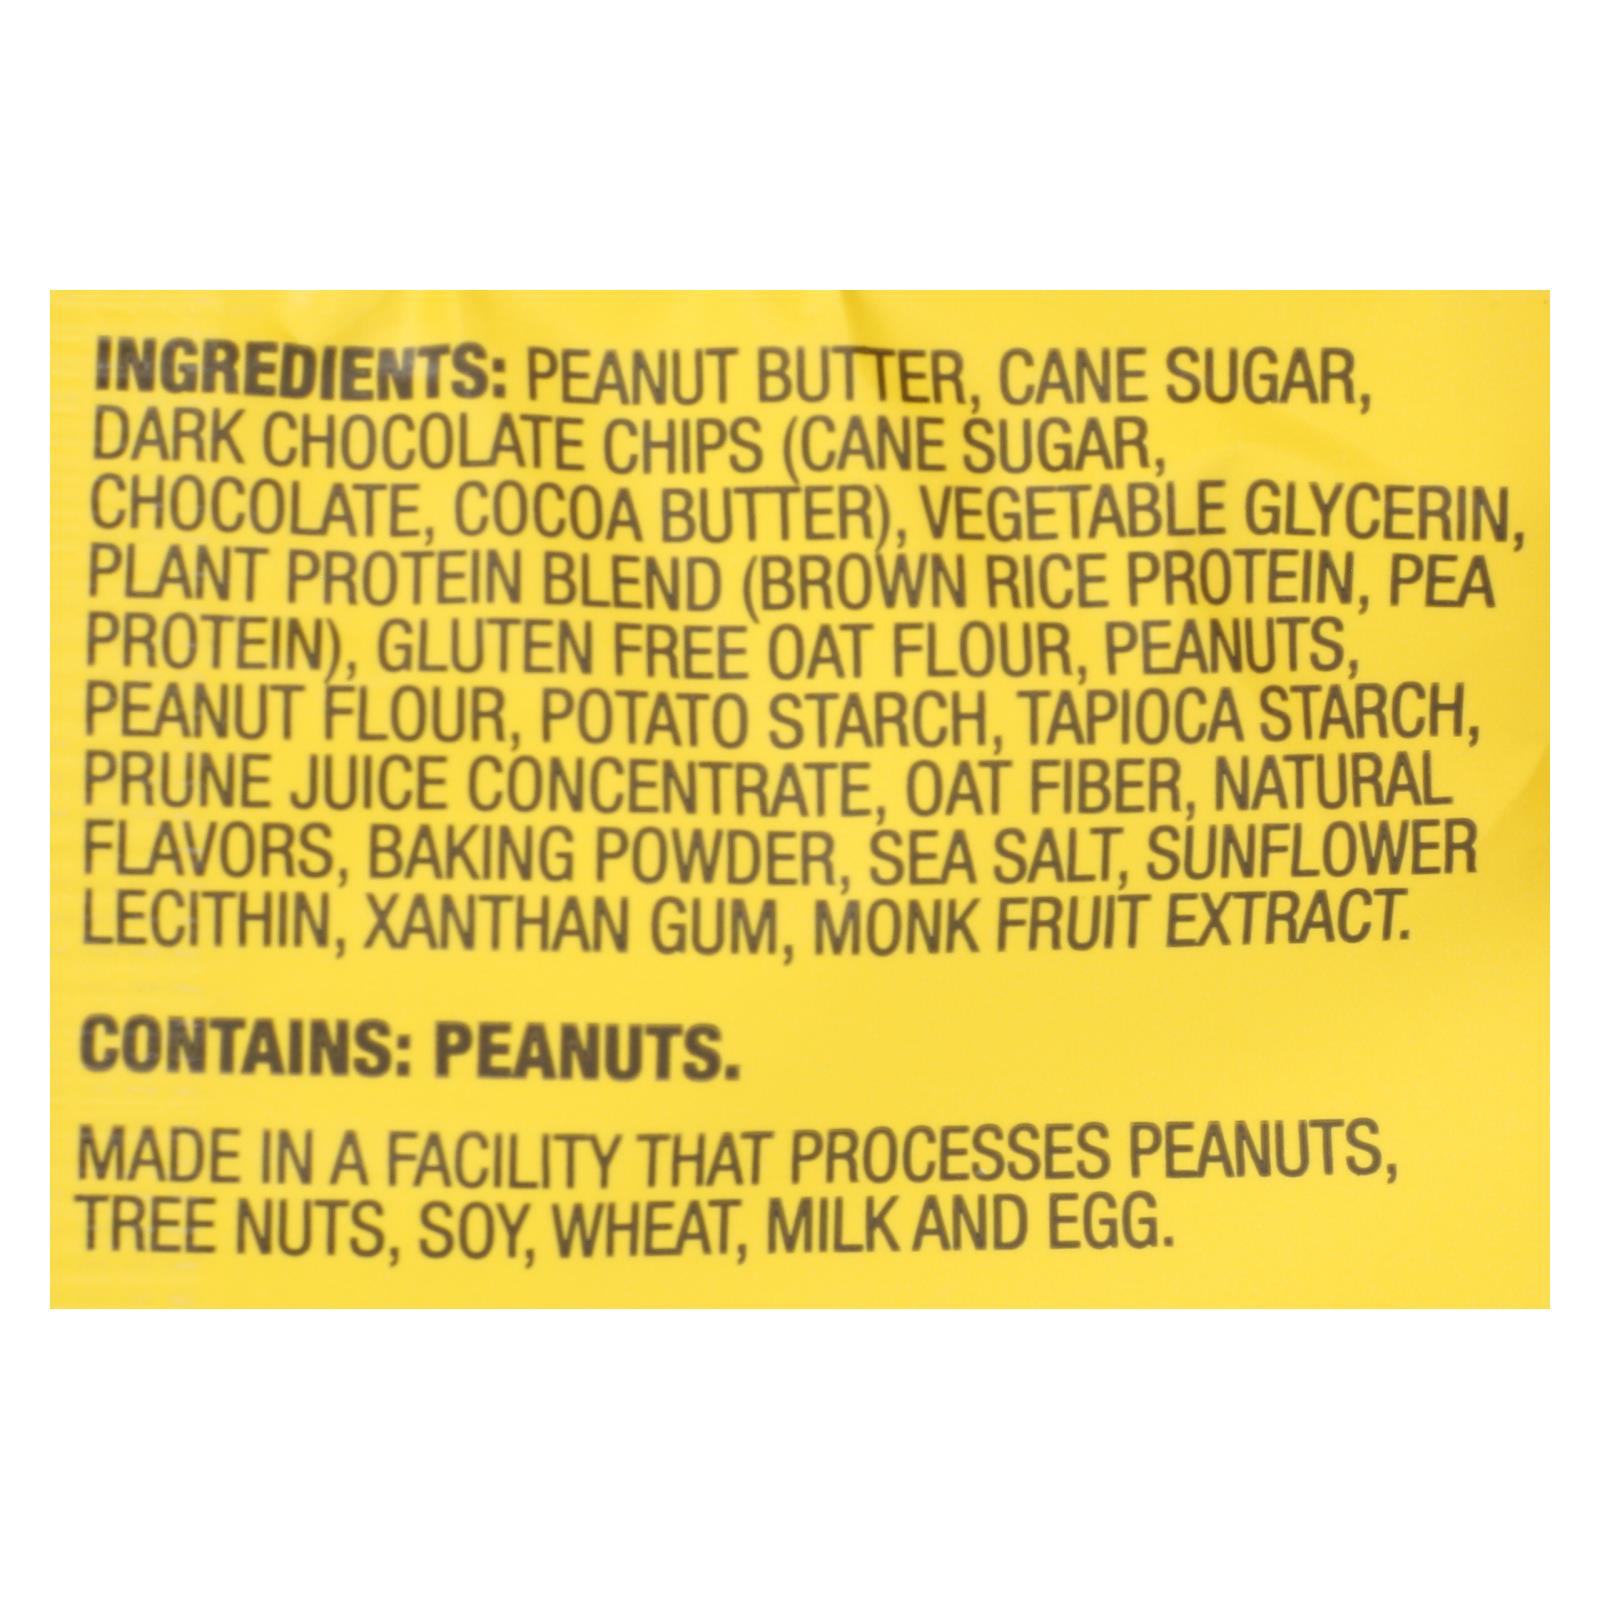 INGREDIENTS: PEANUT BUTTER, CANE SUGAR,
DARK CHOCOLATE CHIPS (CANE SUGAR,
CHOCOLATE, COCOA BUTTER), VEGETABLE GLYCERIN,
PLANT PROTEIN BLEND (BROWN RICE PROTEIN, PEA
PROTEIN), GLUTEN FREE OAT FLOUR, PEANUTS,
PEANUT FLOUR, POTATO STARCH, TAPIOCA STARCH,
PRUNE JUICE CONCENTRATE, OAT FIBER, NATURAL
FLAVORS, BAKING POWDER, SEA SALT, SUNFLOWER
LECITHIN, XANTHAN GUM, MONK FRUIT EXTRACT.
CONTAINS: PEANUTS.
MADE IN A FACILITY THAT PROCESSES PEANUTS,
TREE NUTS, SOY, WHEAT, MILK AND EGG.